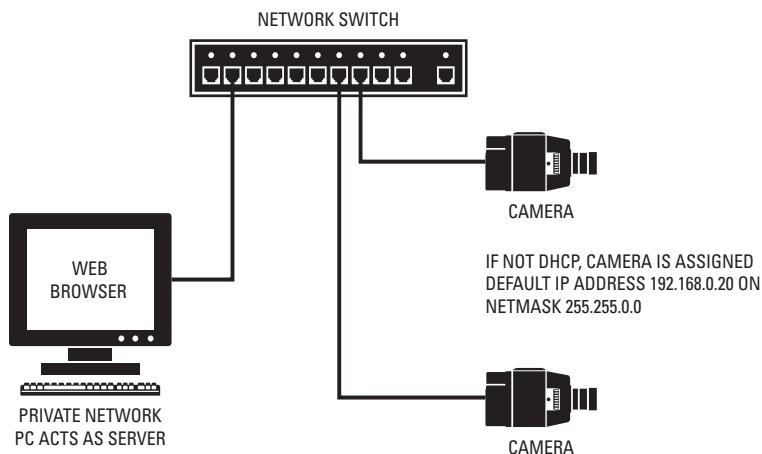 NETWORK SWITCH
CAMERA
WEB
BROWSER
IF NOT DHCP, CAMERA IS ASSIGNED
DEFAULT IP ADDRESS 192.168.0.20 ON
NETMASK 255.255.0.0
PRIVATE NETWORK
PC ACTS AS SERVER
CAMERA